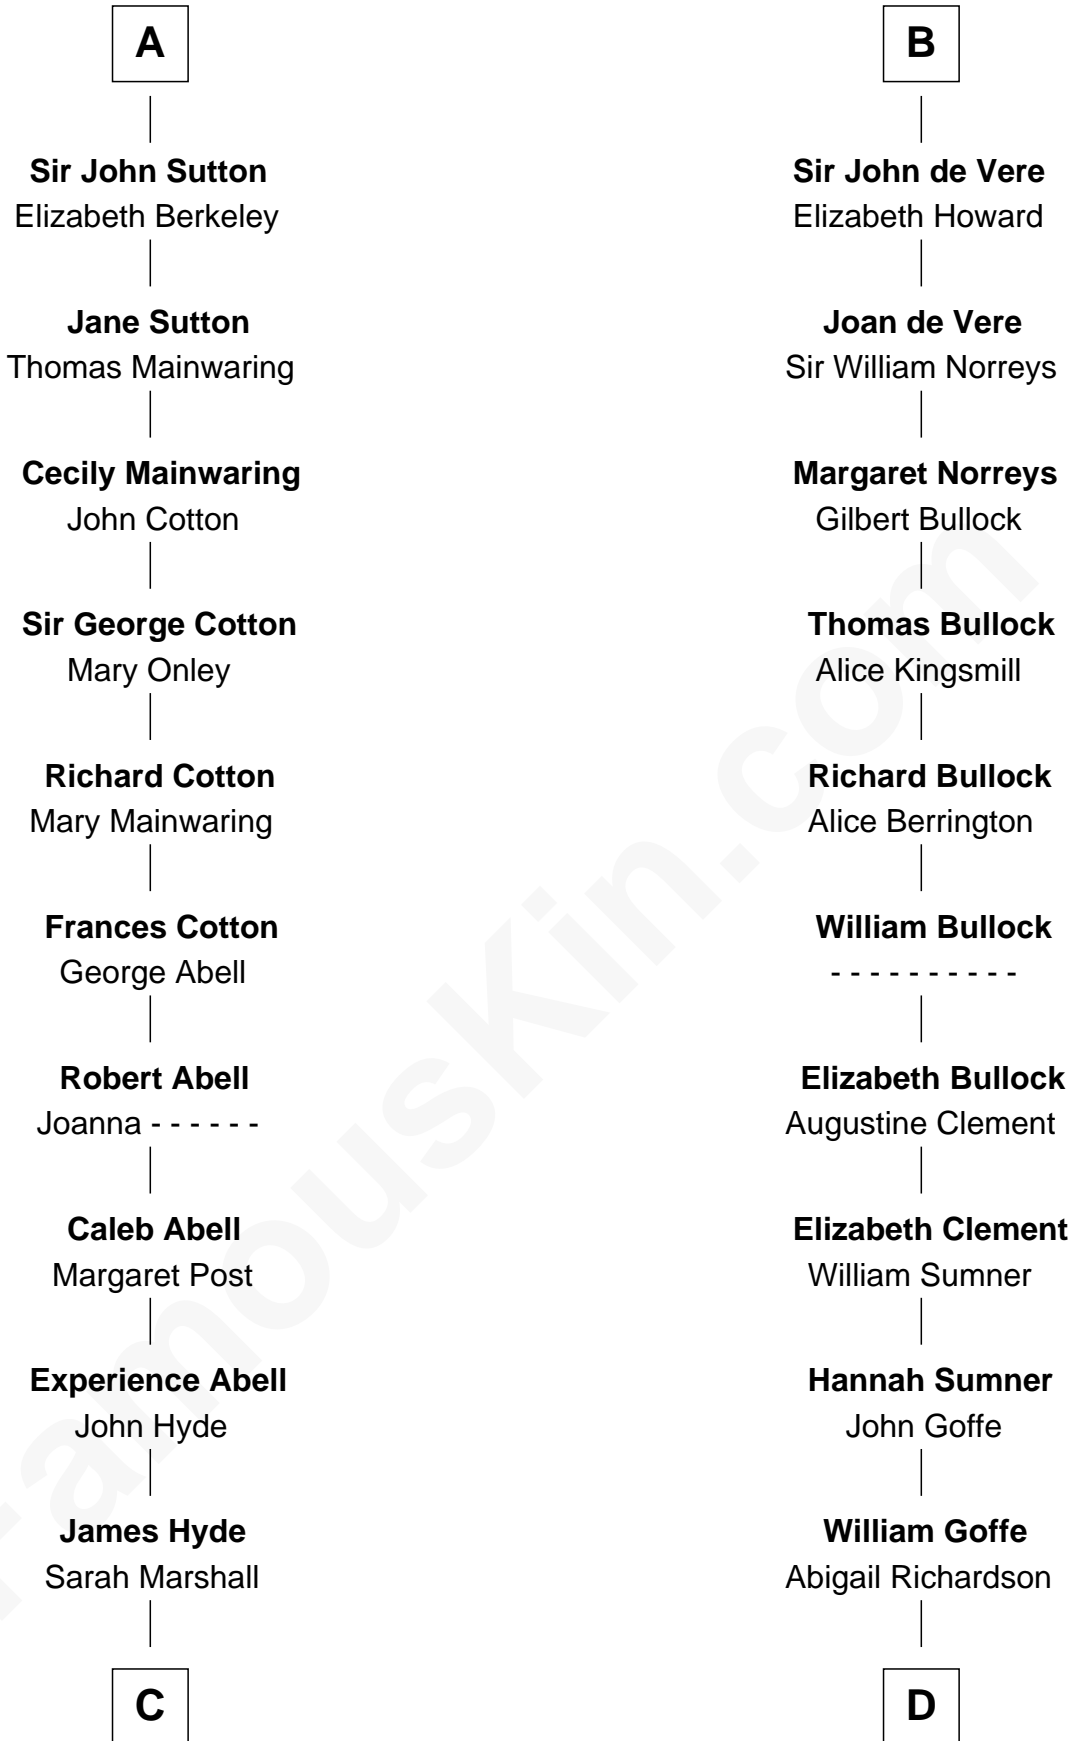 A
Sir John Sutton
Elizabeth Berkeley
Jane Sutton
Thomas Mainwaring
Cecily Mainwaring
John Cotton
Sir George Cotton
Mary Onley
Richard Cotton
Mary Mainwaring
Frances Cotton
George Abell
Robert Abell
Joanna - - - - - -
Caleb Abell
Margaret Post
Experience Abell
John Hyde
James Hyde
Sarah Marshall
C
B
Sir John de Vere
Elizabeth Howard
Joan de Vere
Sir William Norreys
Margaret Norreys
Gilbert Bullock
Thomas Bullock
Alice Kingsmill
Richard Bullock
Alice Berrington
William Bullock
- - - - - - - - - -
Elizabeth Bullock
Augustine Clement
Elizabeth Clement
William Sumner
Hannah Sumner
John Goffe
William Goffe
Abigail Richardson
D
FamousKin.com